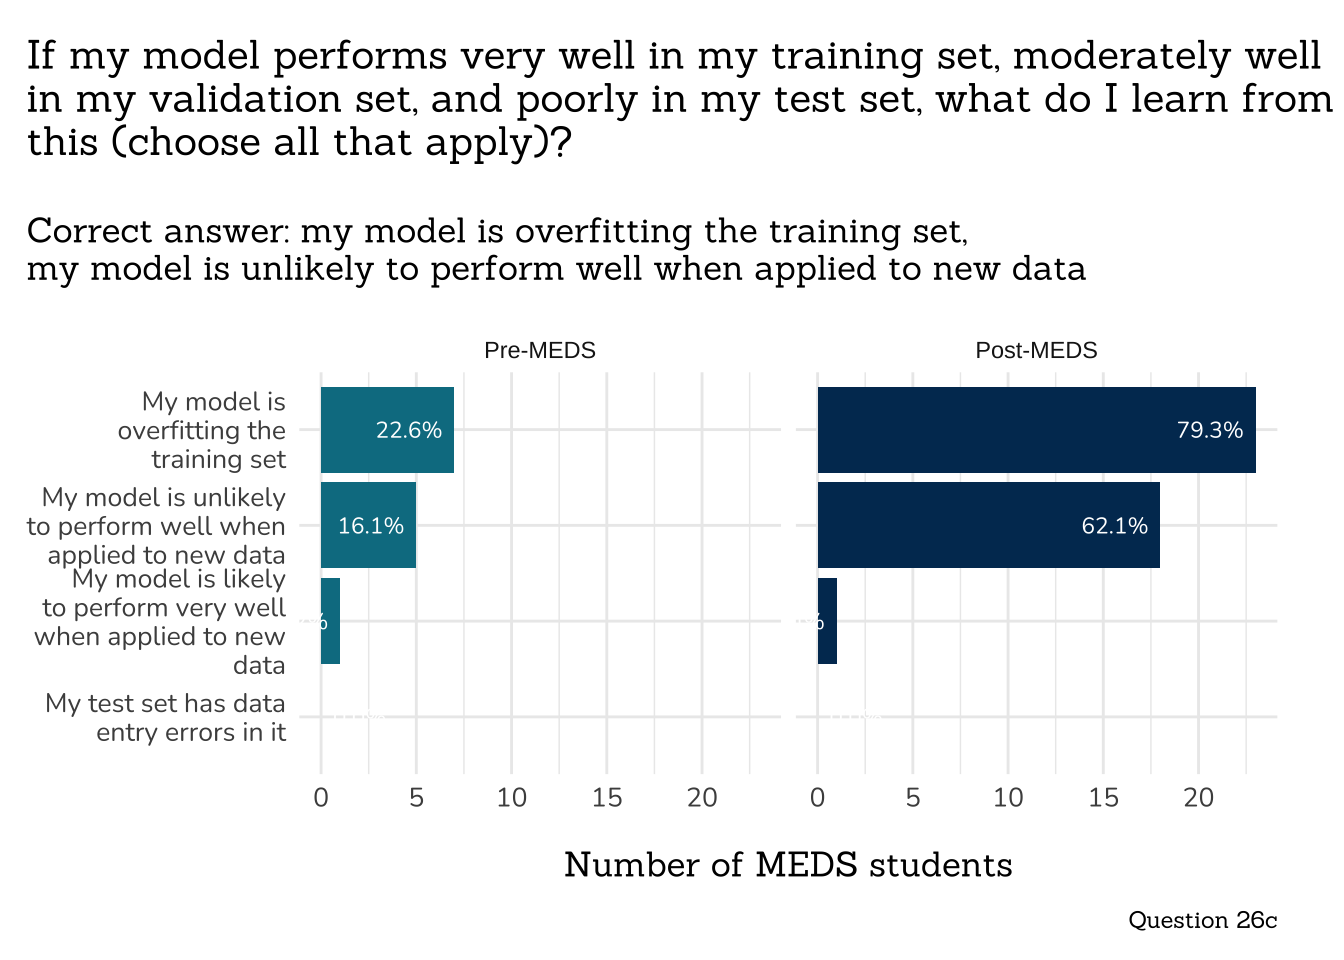 If my model performs very well in my training set, moderately well
in my validation set, and poorly in my test set, what do I learn from
this (choose all that apply)?
Correct answer: my model is overfitting the training set,
my model is unlikely to perform well when applied to new data
Pre-MEDS
Post-MEDS
My model is
overfitting the
training set
22.6%
79.3%
My model is unlikely
to perform well when
applied to new data
16.1%
62.1%
My model is likely
to perform very well
when applied to new
data
My test set has data
entry errors in it
0 5 10 15 20
0 5 10 15 20
Number of MEDS students
Question 26c